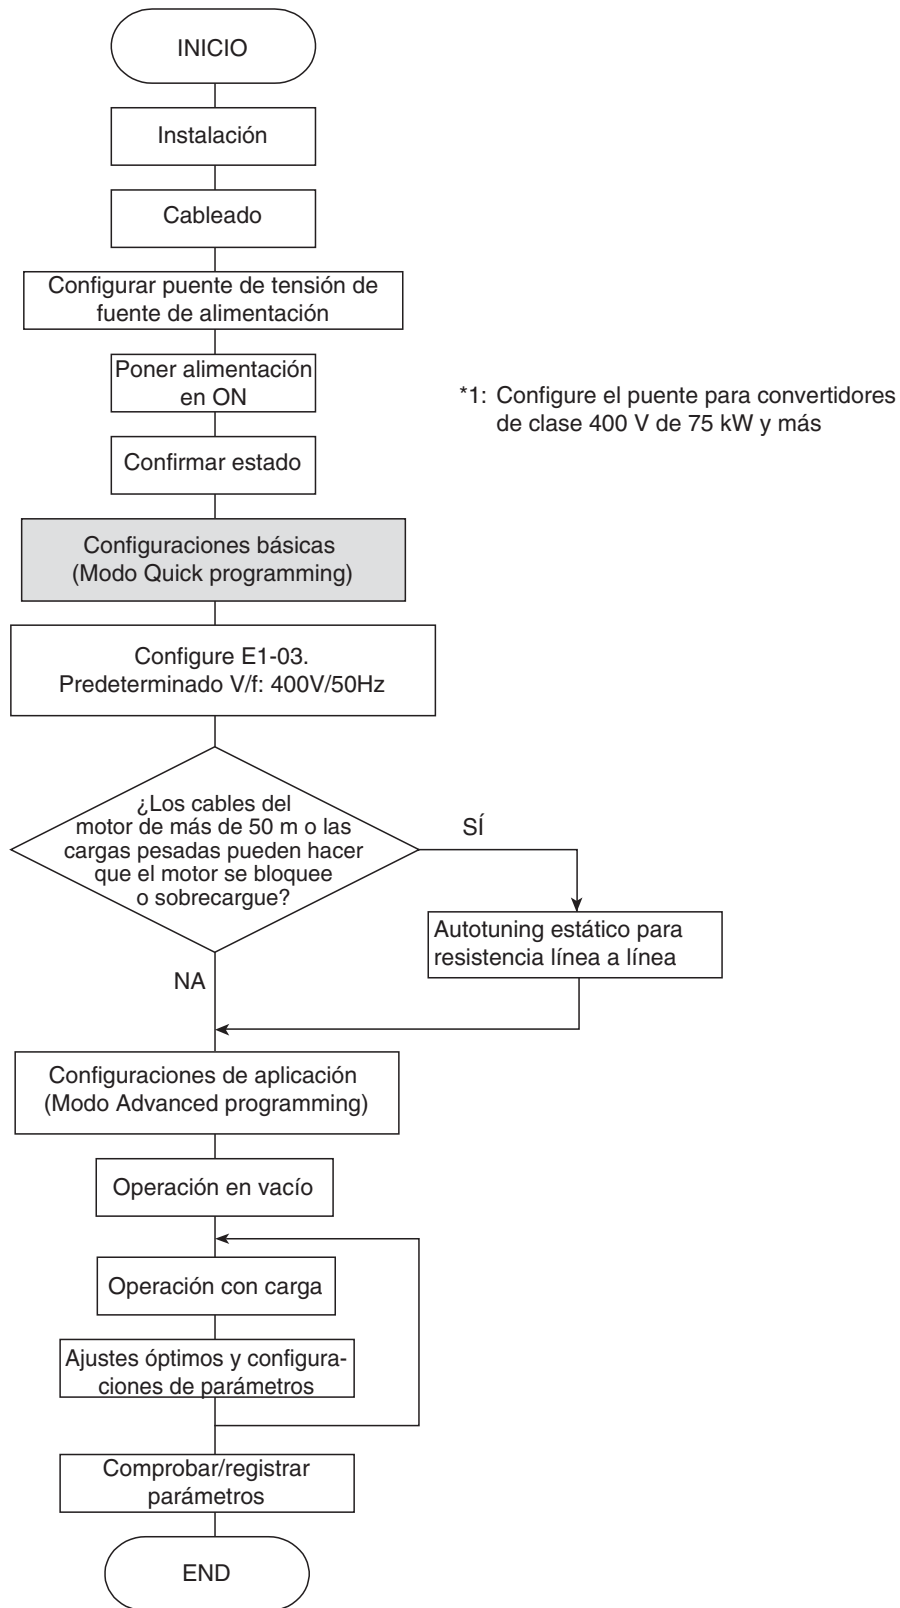 INICIO
Instalación
Cableado
Configurar puente de tensión de
fuente de alimentación
Poner alimentación
en ON
*1: Configure el puente para convertidores
de clase 400 V de 75 kW y más
Confirmar estado
Configuraciones básicas
(Modo Quick programming)
Configure E1-03.
Predeterminado V/f: 400V/50Hz
¿Los cables del
motor de más de 50 m o las
cargas pesadas pueden hacer
que el motor se bloquee
o sobrecargue?
SÍ
Autotuning estático para
resistencia línea a línea
NA
Configuraciones de aplicación
(Modo Advanced programming)
Operación en vacío
Operación con carga
Ajustes óptimos y configura-
ciones de parámetros
Comprobar/registrar
parámetros
END